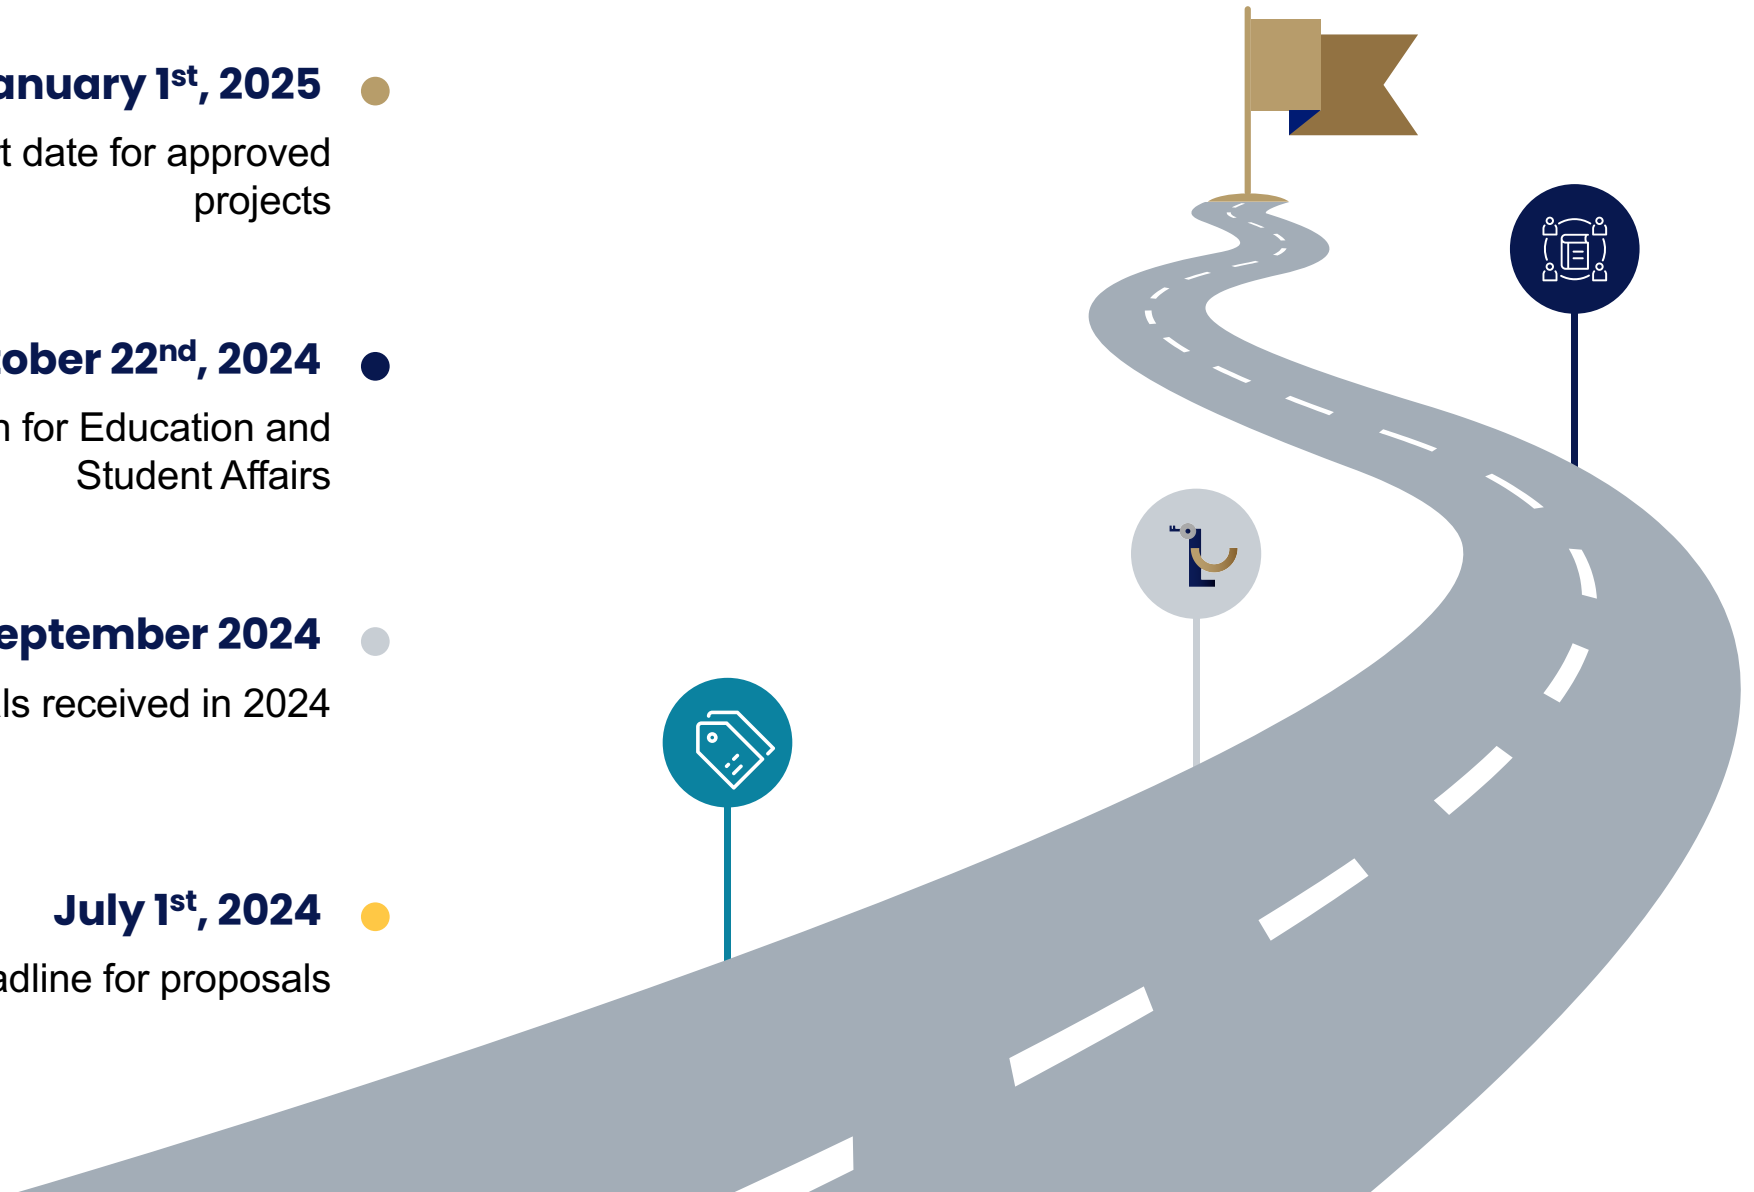 anuary 1st, 2025
t date for approved
projects
tober 22nd, 2024
for Education and
Student Affairs
eptember 2024
ls received in 2024
July 1st, 2024
adline for proposals